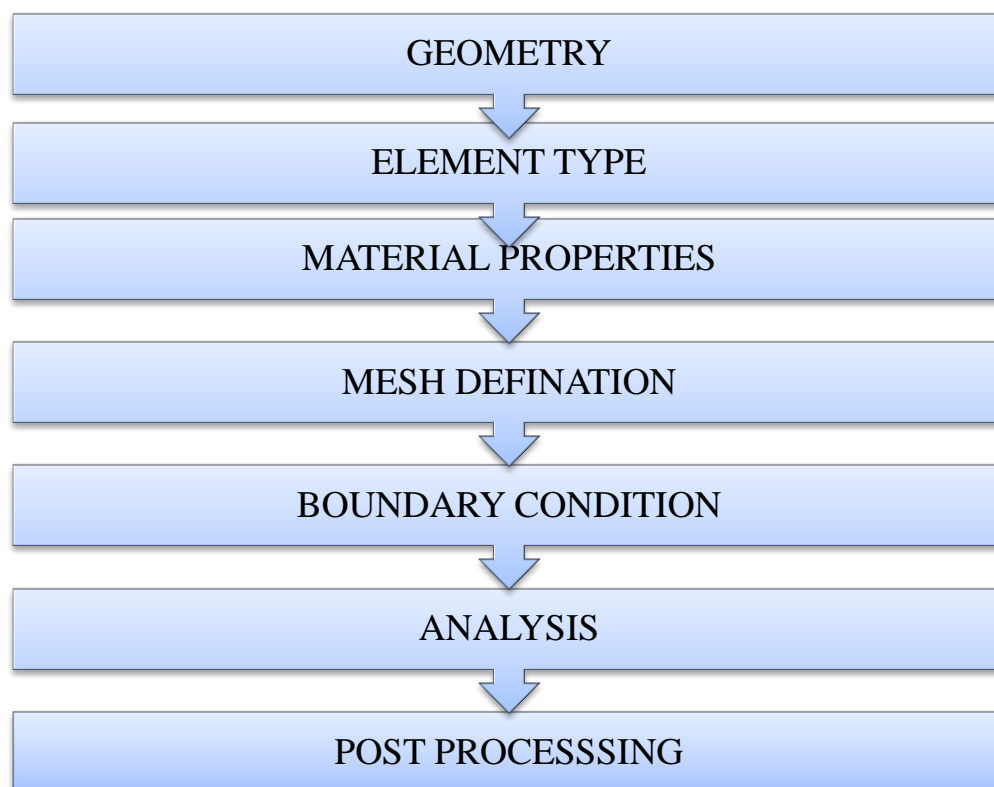 GEOMETRY
ELEMENT TYPE
MATERIAL PROPERTIES
MESH DEFINATION
BOUNDARY CONDITION
ANALYSIS
POST PROCESSSING